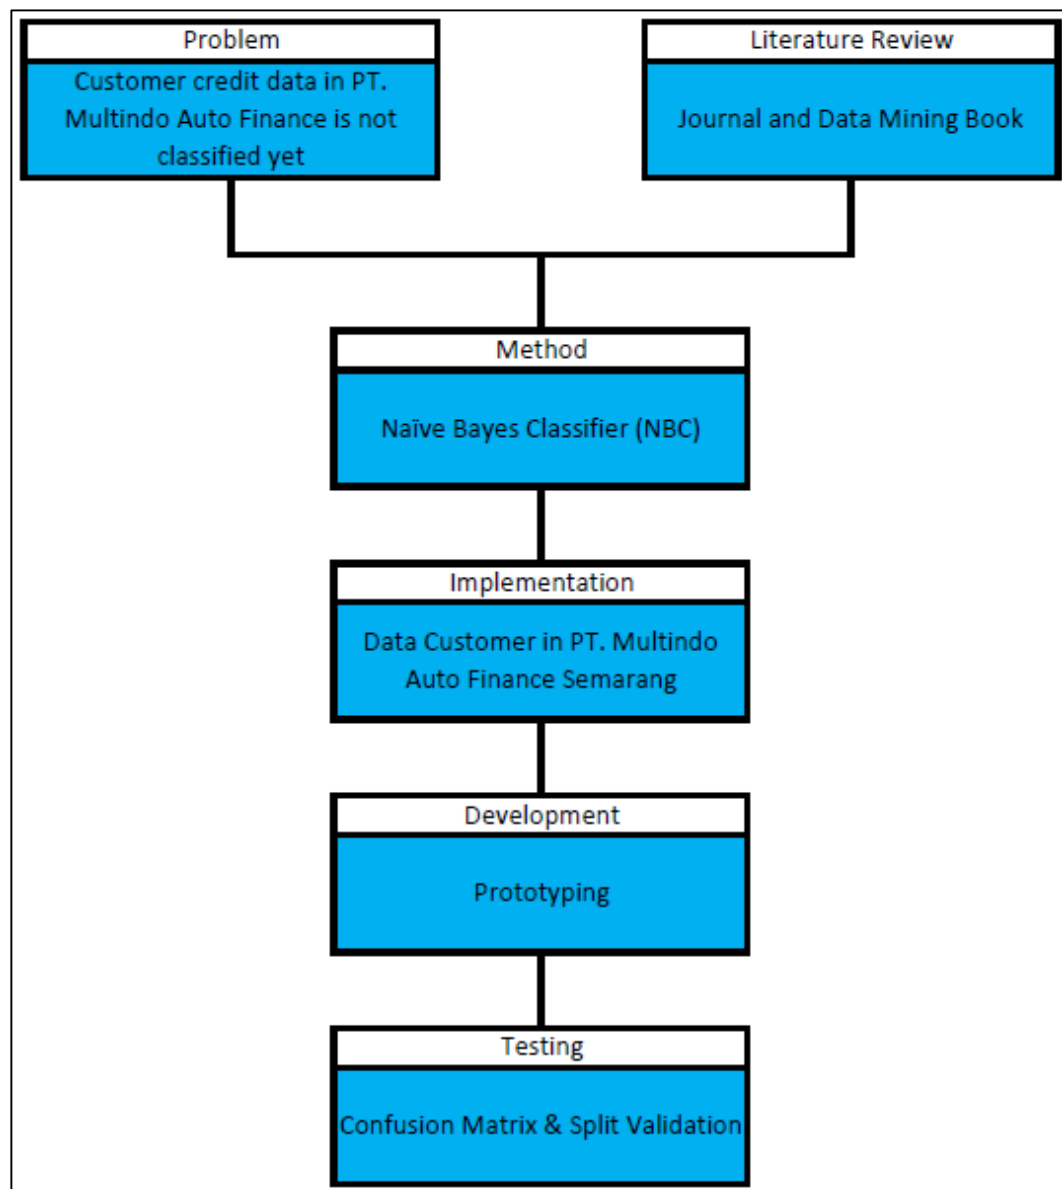 Problem
Customer credit data in PT.
Multindo Auto Finance is not
classified yet
Literature Review
Journal and Data Mining Book
Method
Naïve Bayes Classifier (NBC)
Implementation
Data Customer in PT. Multindo
Auto Finance Semarang
Development
Prototyping
Testing
Confusion Matrix & Split Validation